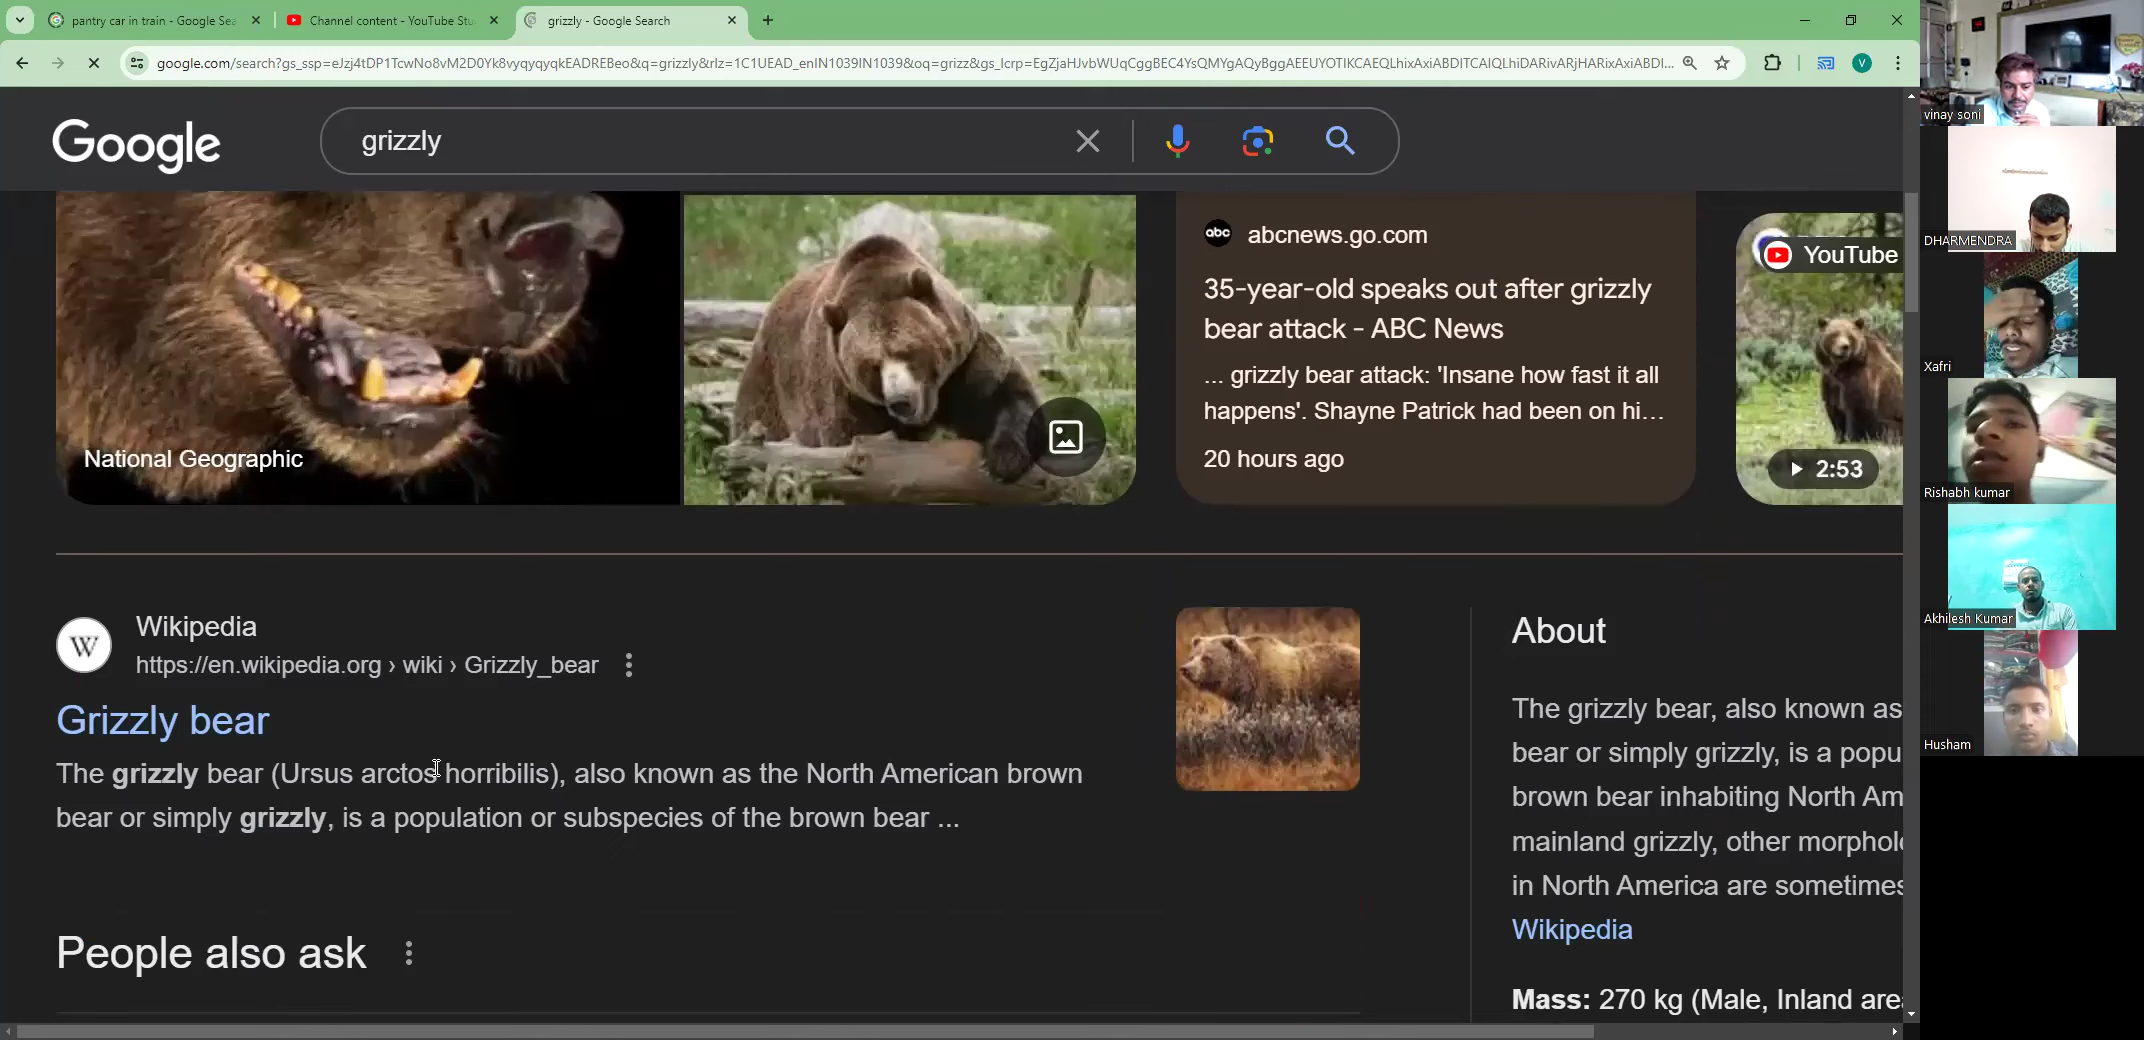 pantry car in train - Google Sea
Channel content - YouTube Stu
grizzly - Google Search
google.com/search?gs_ssp=eJzj4tDP1TcwNo8vM2D0Yk8vyqyqyqkEADREBeo&q=grizzly&rlz=1C1UEAD_enIN1039IN1039&oq=grizz&gs_lcrp=EgZjaHJvbWUqCggBEC4YsQMYgAQyBggAEEUYOTIKCAEQLhixAxiABDITCAIQLhiDARivARjHARixAxiABDI...
V
Google
grizzly
National Geographic
abc
abcnews.go.com
35-year-old speaks out after grizzly
bear attack - ABC News
... grizzly bear attack: 'Insane how fast it all
happens'. Shayne Patrick had been on hi...
20 hours ago
YouTube
2:53
W
Wikipedia
https://en.wikipedia.org › wiki › Grizzly_bear
Grizzly bear
The grizzly bear (Ursus arctos horribilis), also known as the North American brown
bear or simply grizzly, is a population or subspecies of the brown bear ...
People also ask
About
The grizzly bear, also known as
bear or simply grizzly, is a popu
brown bear inhabiting North Am
mainland grizzly, other morpholo
in North America are sometimes
Wikipedia
Mass: 270 kg (Male, Inland area
vinay soni
DHARMENDRA
Xafri
Rishabh kumar
Akhilesh Kumar
Husham